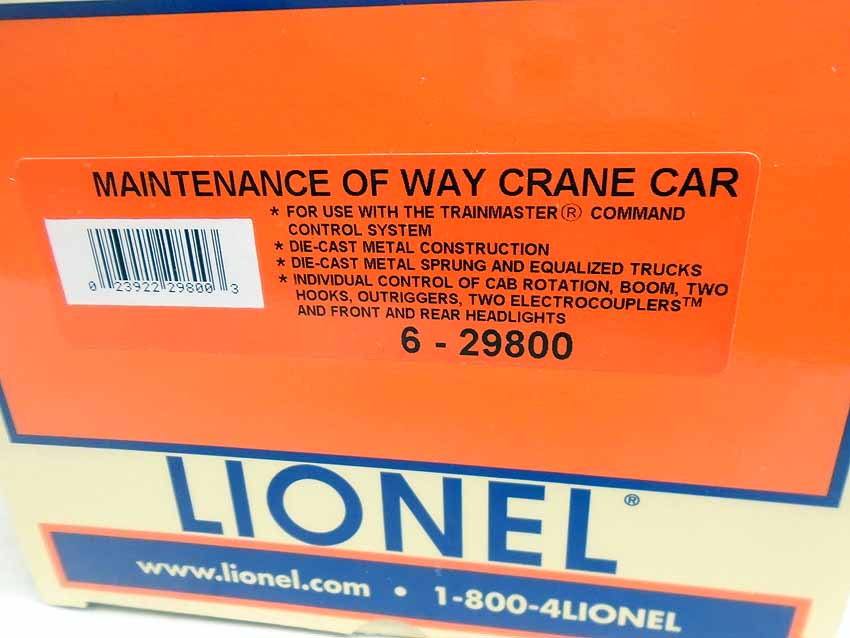 MAINTENANCE OF WAY CRANE CAR
* FOR USE WITH THE TRAINMASTER® COMMAND
CONTROL SYSTEM
* DIE-CAST METAL CONSTRUCTION
* DIE-CAST METAL SPRUNG AND EQUALIZED TRUCKS
* INDIVIDUAL CONTROL OF CAB ROTATION, BOOM, TWO
HOOKS, OUTRIGGERS, TWO ELECTROCOUPLERS™
AND FRONT AND REAR HEADLIGHTS
0 23922 29800 3
6 - 29800
LIONEL®
www.lionel.com • 1-800-4LIONEL